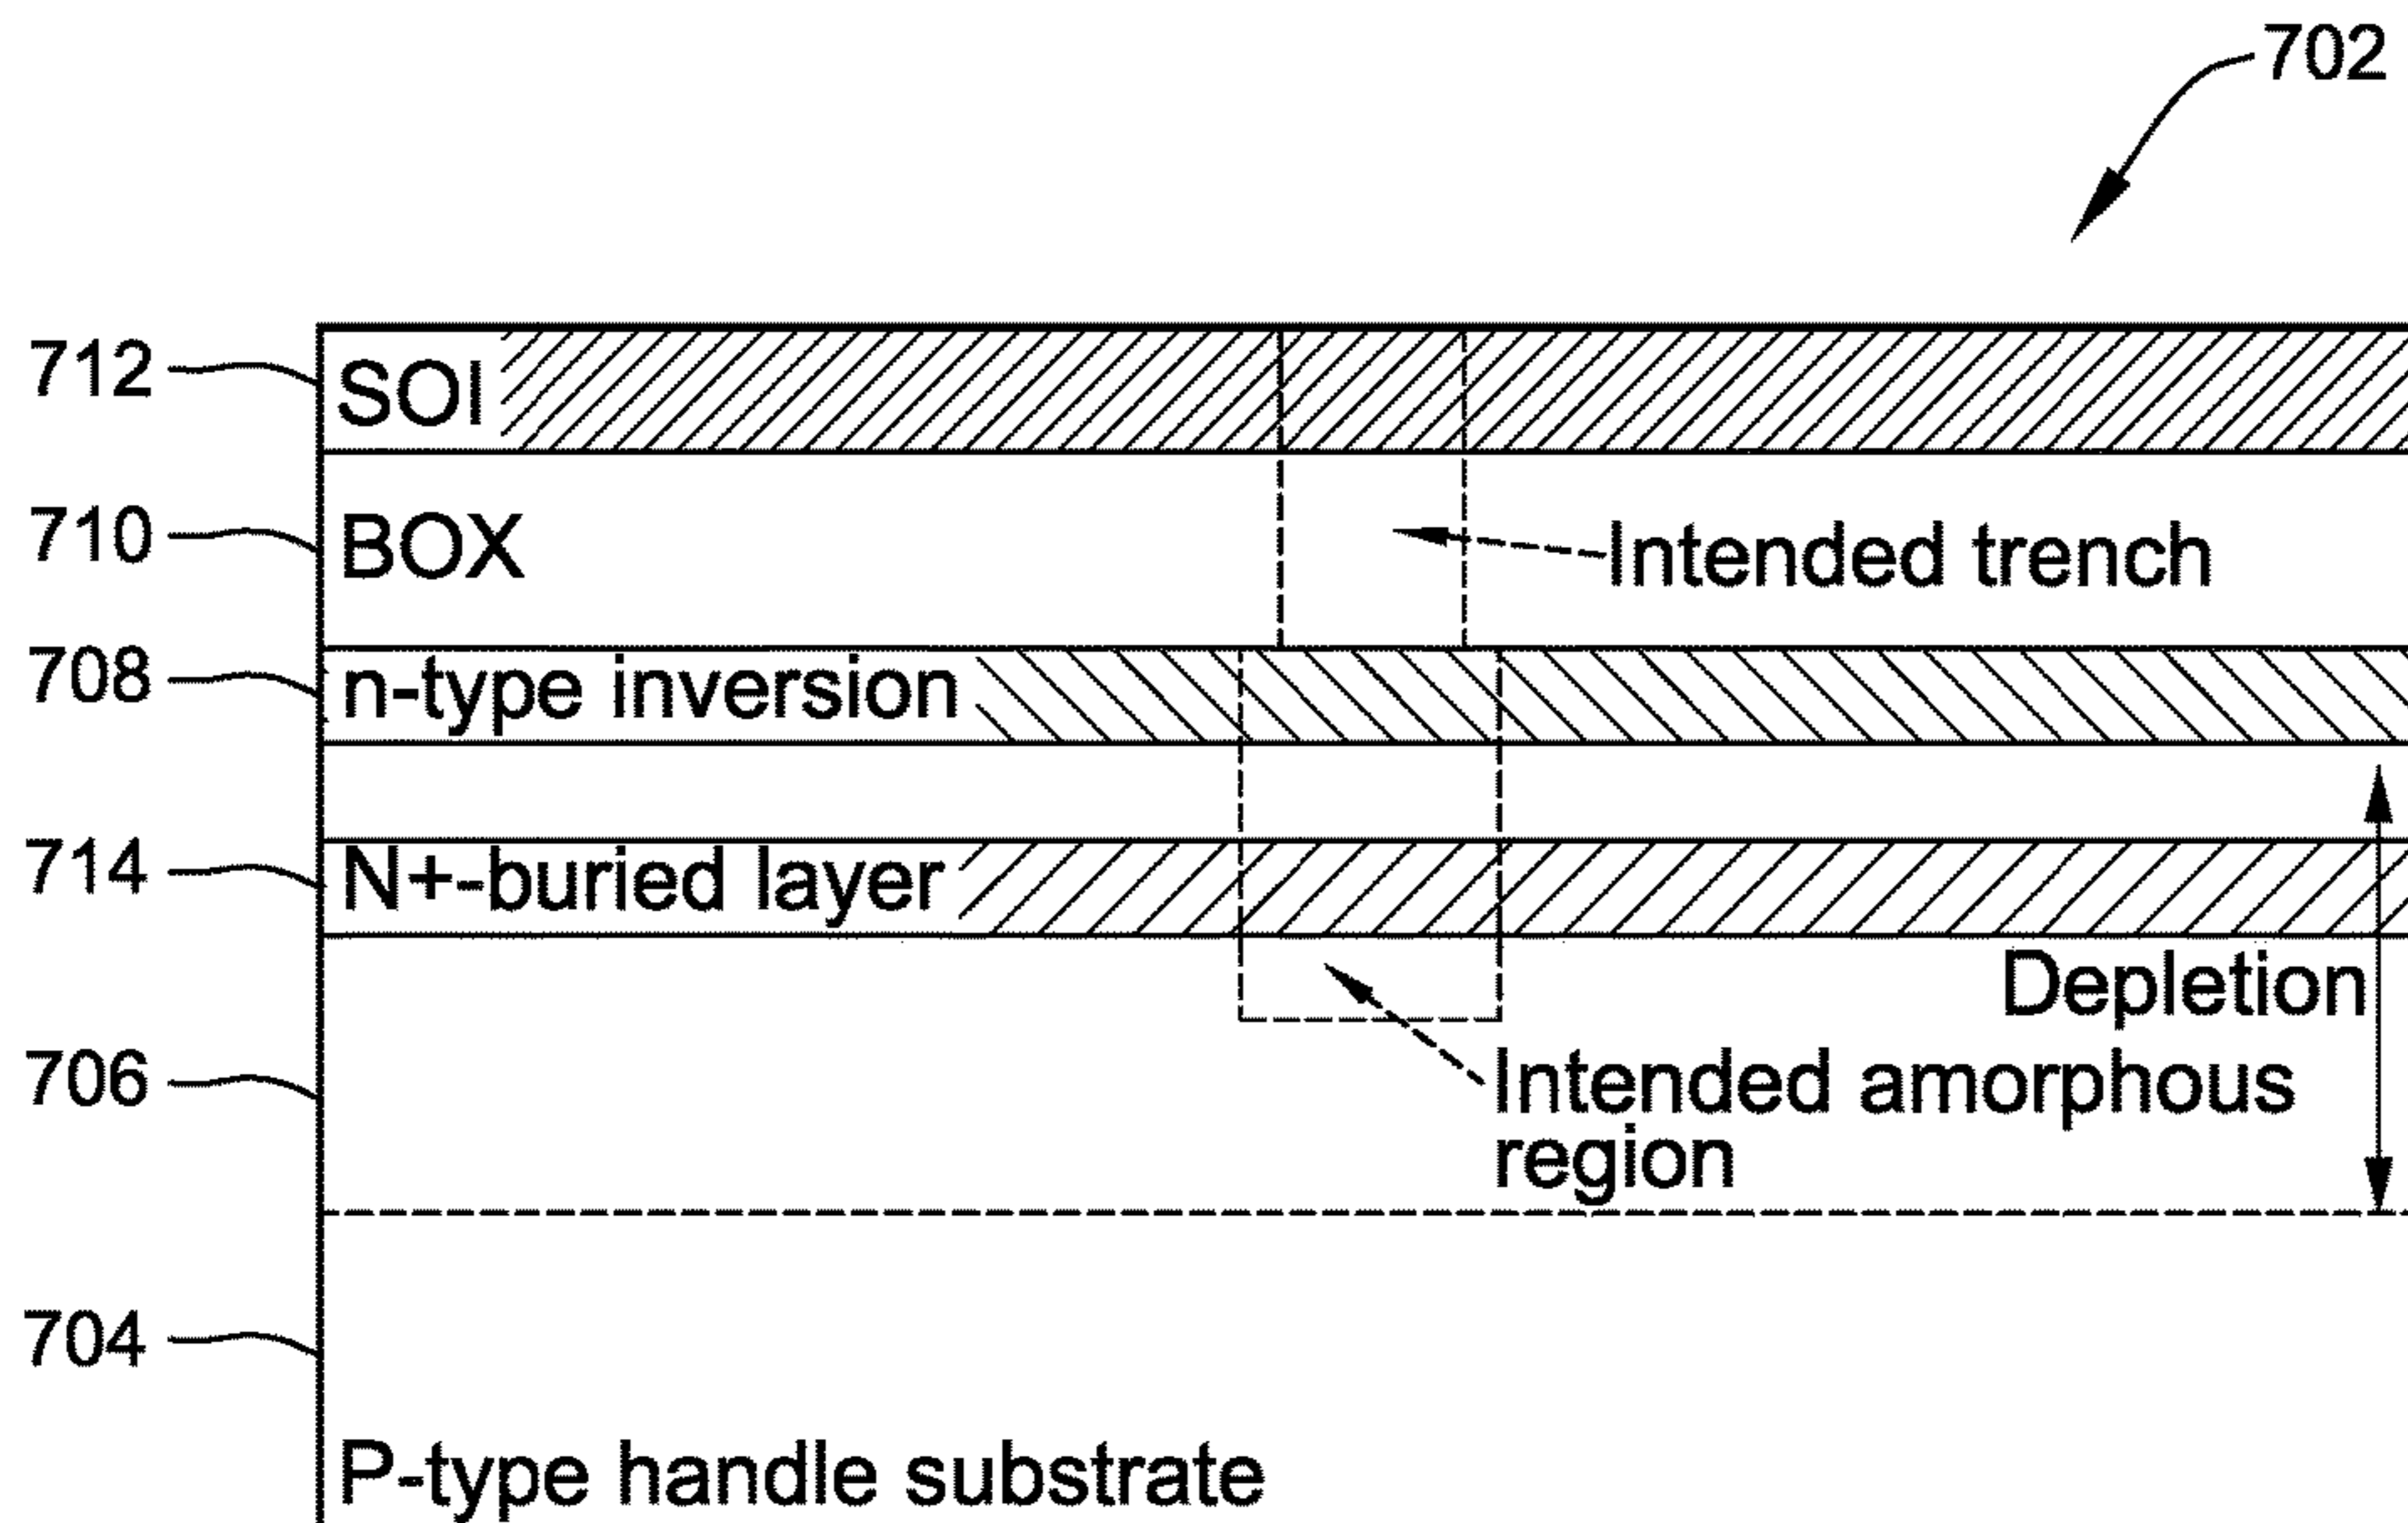 702
712
SOI
710
BOX
Intended trench
708
n-type inversion
714
N+-buried layer
Depletion
706
Intended amorphous
region
704
P-type handle substrate